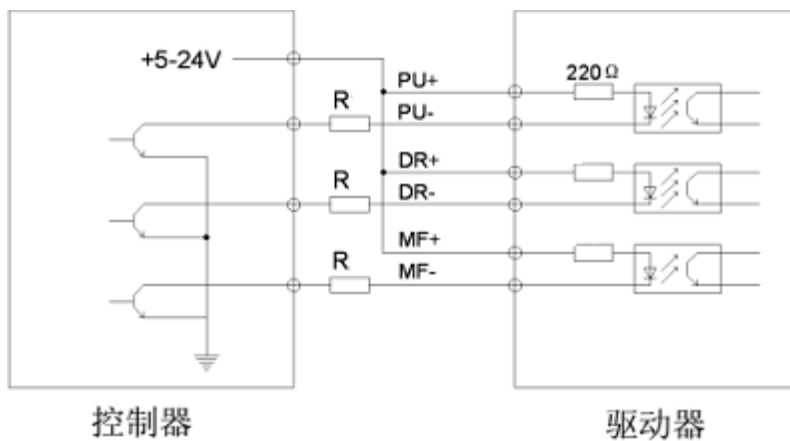 +5-24V
PU+
220Ω
R
PU-
DR+
R
DR-
MF+
R
MF-
控制器
驱动器